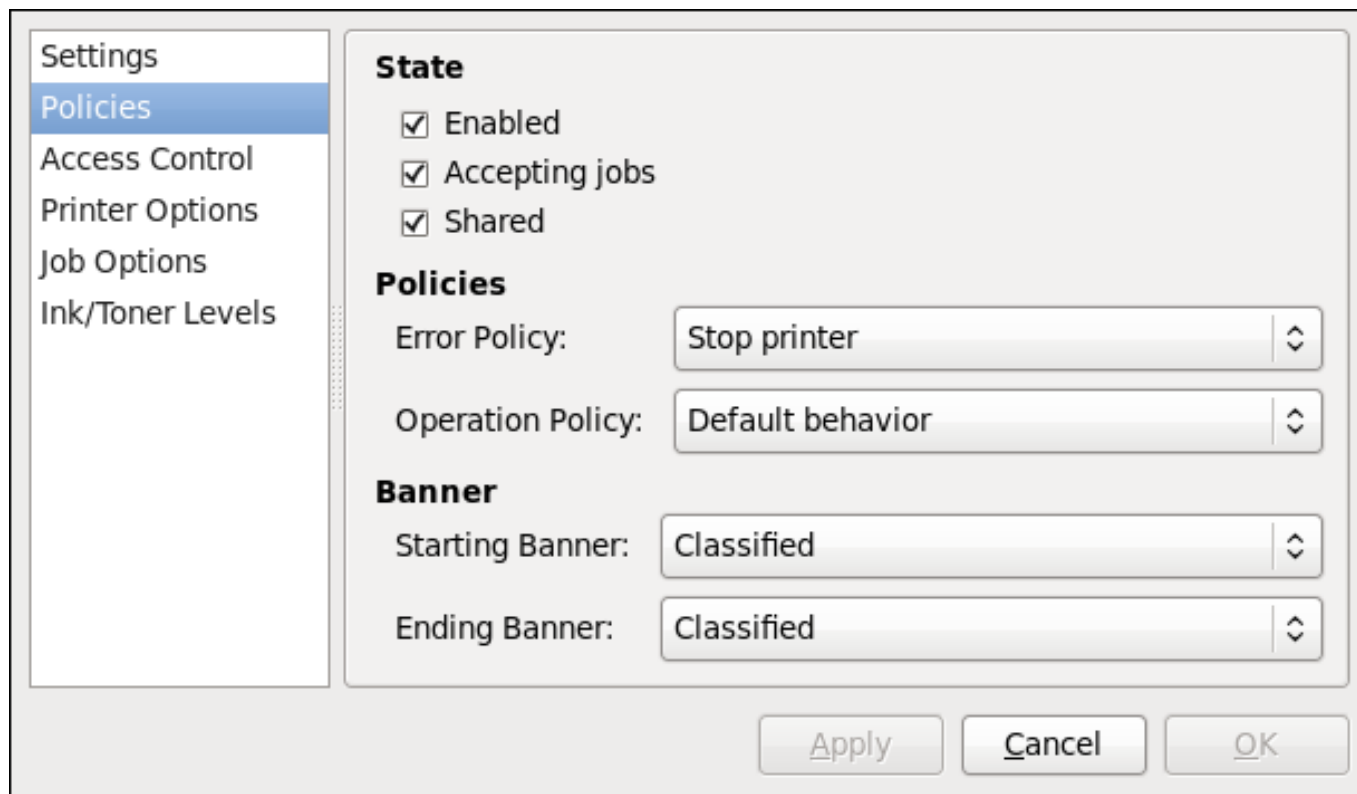 Settings
Policies
Access Control
Printer Options
Job Options
Ink/Toner Levels
State
Enabled
Accepting jobs
Shared
Policies
Error Policy: Stop printer
Operation Policy: Default behavior
Banner
Starting Banner: Classified
Ending Banner: Classified
Apply Cancel OK